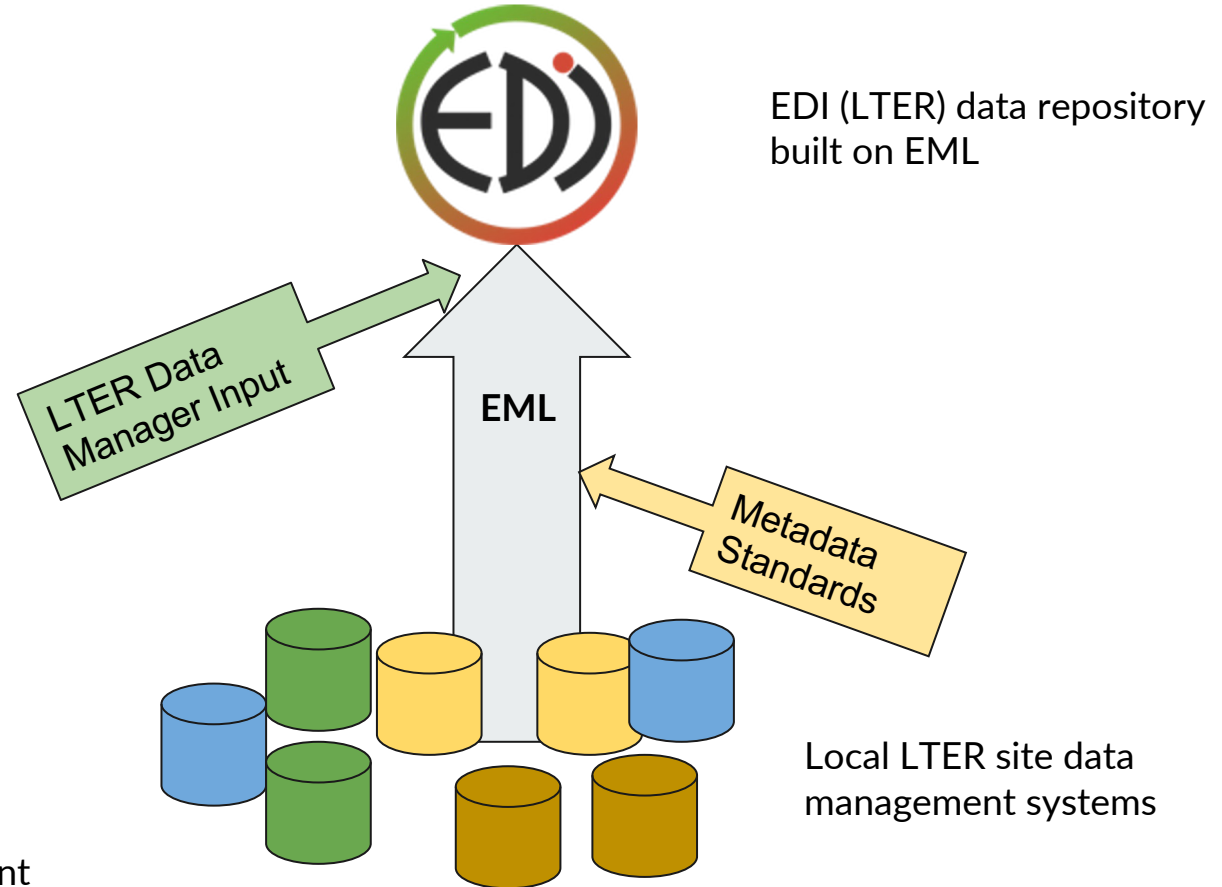 EDI
EDI (LTER) data repository
built on EML
LTER Data
Manager Input
EML
Metadata
Standards
Local LTER site data
management systems
nt